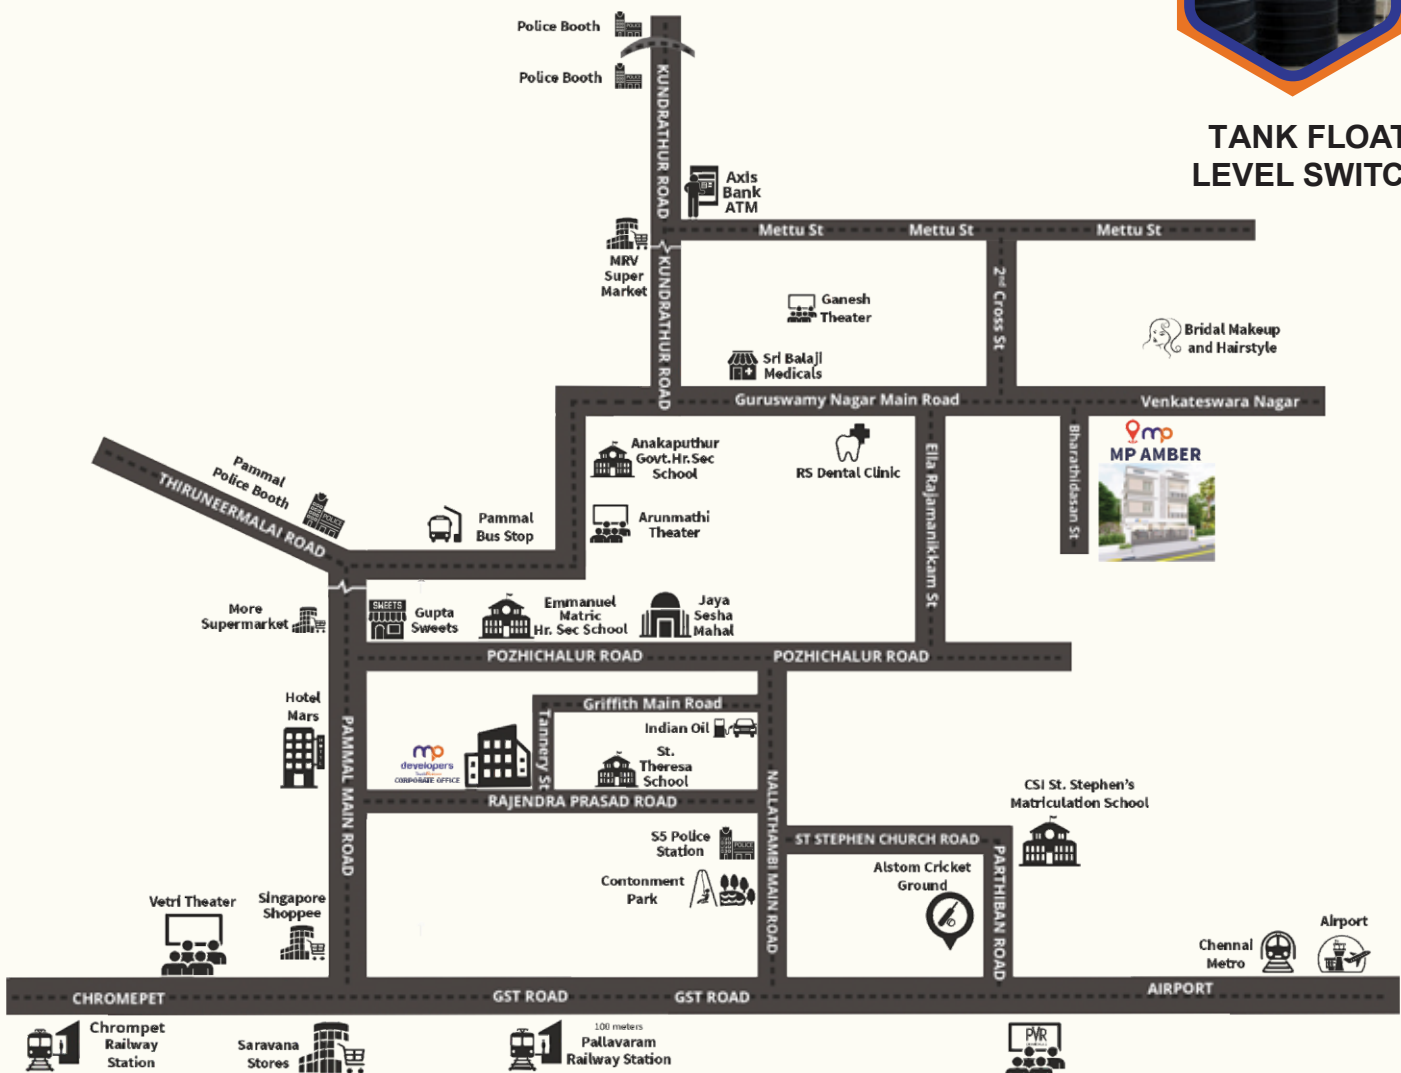 Police Booth
Police Booth
KUNDRATHUR ROAD
TANK FLOAT
LEVEL SWITC
Axis
Bank
ATM
Mettu St
Mettu St
Mettu St
MRV
Super
Market
KUNDRATHUR ROAD
2nd Cross St
Ganesh
Theater
Bridal Makeup
and Hairstyle
Sri Balaji
Medicals
Guruswamy Nagar Main Road
Venkateswara Nagar
Anakaputhur
Govt.Hr.Sec
School
RS Dental Clinic
Ella Rajamanikkam St
Bharathidasan St
mp
MP AMBER
Pammal
Police Booth
POLICE
THIRUNEERMALAI ROAD
Pammal
Bus Stop
Arunmathi
Theater
More
Supermarket
SWEETS
Gupta
Sweets
Emmanuel
Matric
Hr. Sec School
Jaya
Sesha
Mahal
POZHICHALUR ROAD
POZHICHALUR ROAD
Hotel
Mars
PAMMAL MAIN ROAD
Griffith Main Road
Tannery St
Indian Oil
mp
developers
CORPORATE OFFICE
St.
Theresa
School
RAJENDRA PRASAD ROAD
NALLATHAMBI MAIN ROAD
CSI St. Stephen's
Matriculation School
S5 Police
Station
POLICE
ST STEPHEN CHURCH ROAD
PARTHIBAN ROAD
Contonment
Park
Alstom Cricket
Ground
Vetri Theater
Singapore
Shoppee
Chennai
Metro
Airport
CHROMEPET
GST ROAD
GST ROAD
AIRPORT
Chrompet
Railway
Station
Saravana
Stores
100 meters
Pallavaram
Railway Station
PVR